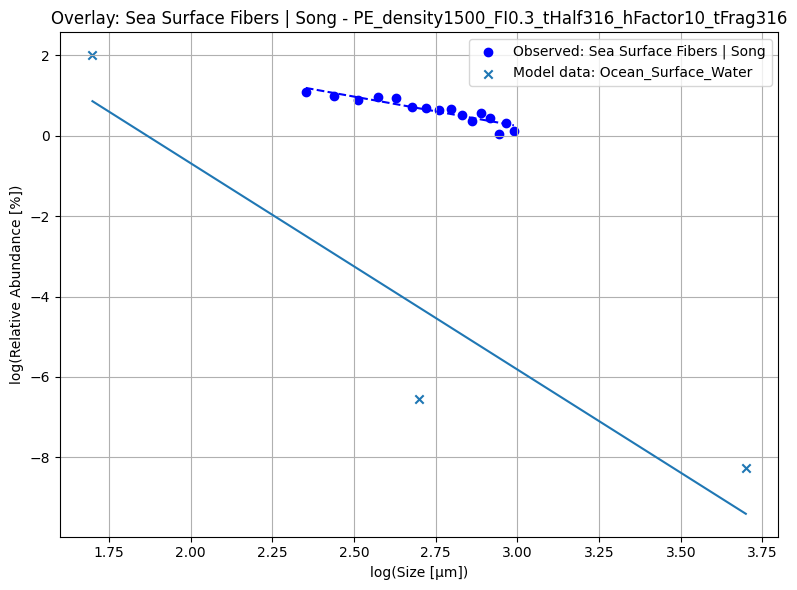 Overlay: Sea Surface Fibers | Song - PE_density1500_FI0.3_tHalf316_hFactor10_tFrag316
Observed: Sea Surface Fibers | Song
Model data: Ocean_Surface_Water
log(Relative Abundance [%])
2
0
−2
−4
−6
−8
1.75 2.00 2.25 2.50 2.75 3.00 3.25 3.50 3.75
log(Size [μm])